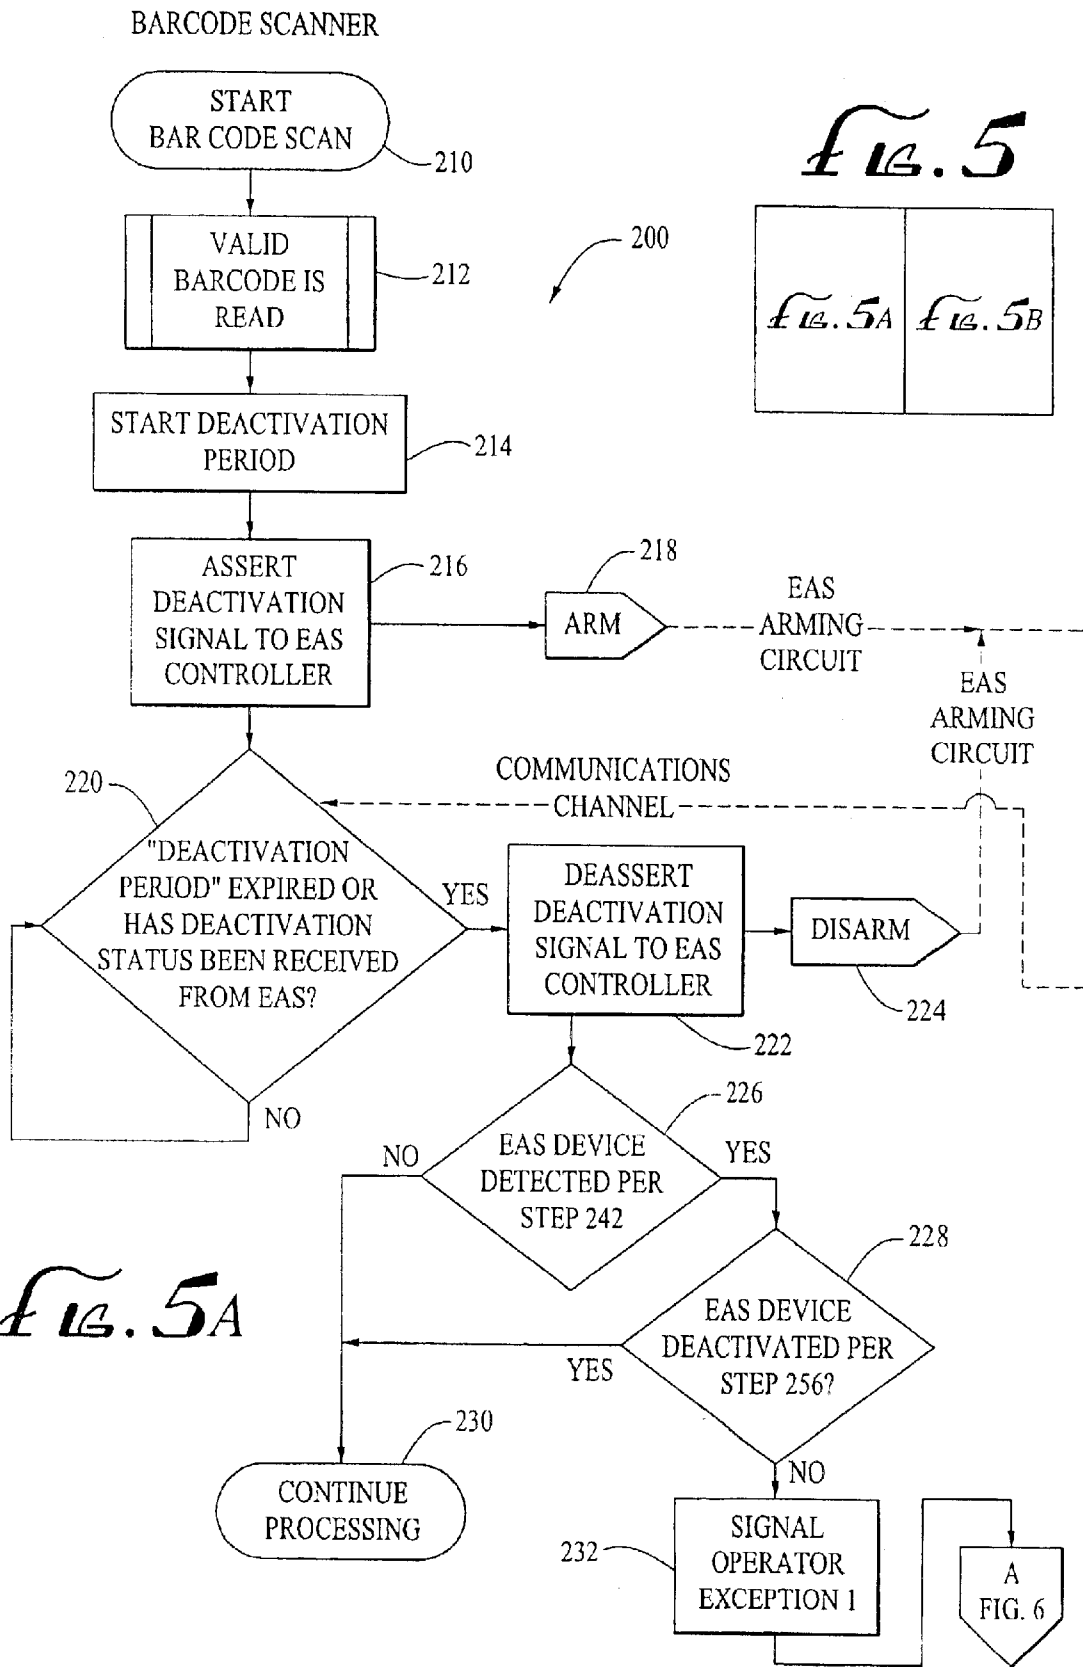 BARCODE SCANNER
START
BAR CODE SCAN
210
FIG. 5
VALID
BARCODE IS
READ
212
200
FIG. 5A
FIG. 5B
START DEACTIVATION
PERIOD
214
ASSERT
DEACTIVATION
SIGNAL TO EAS
CONTROLLER
216
218
ARM
EAS
ARMING
CIRCUIT
EAS
ARMING
CIRCUIT
220
COMMUNICATIONS
CHANNEL
"DEACTIVATION
PERIOD" EXPIRED OR
HAS DEACTIVATION
STATUS BEEN RECEIVED
FROM EAS?
YES
NO
DEASSERT
DEACTIVATION
SIGNAL TO EAS
CONTROLLER
222
DISARM
224
226
EAS DEVICE
DETECTED PER
STEP 242
NO
YES
228
EAS DEVICE
DEACTIVATED PER
STEP 256?
YES
NO
FIG. 5A
230
CONTINUE
PROCESSING
232
SIGNAL
OPERATOR
EXCEPTION 1
A
FIG. 6